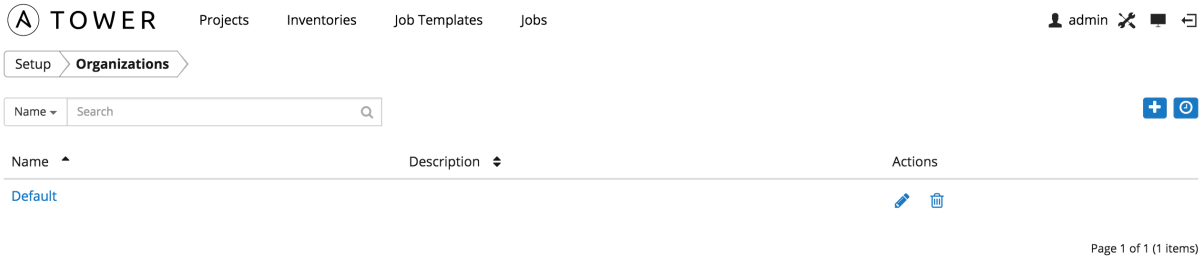 TOWER Projects Inventories Job Templates Jobs admin
Setup Organizations
Name Search
Name Description Actions
Default
Page 1 of 1 (1 items)